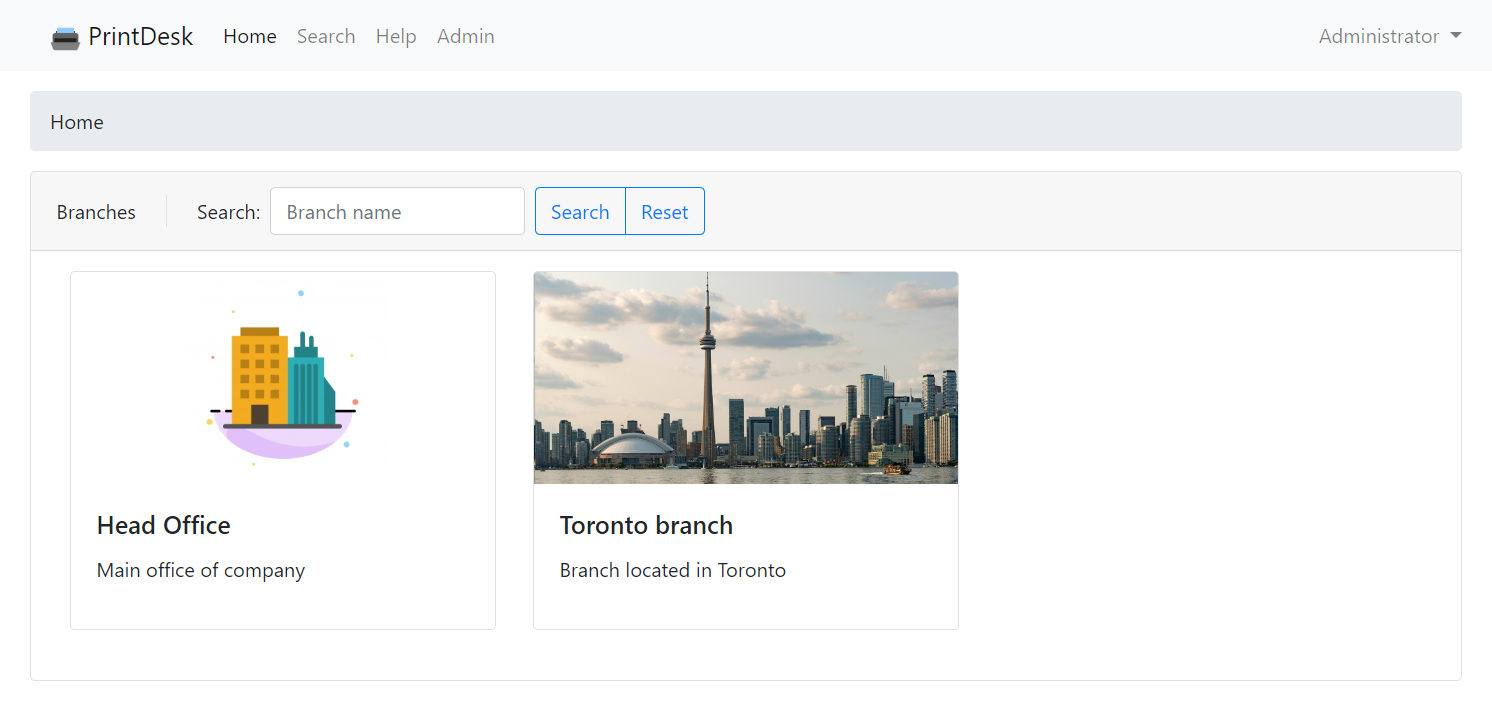 PrintDesk Home Search Help Admin Administrator
Home
Branches Search: Branch name Search Reset
Head Office
Main office of company
Toronto branch
Branch located in Toronto